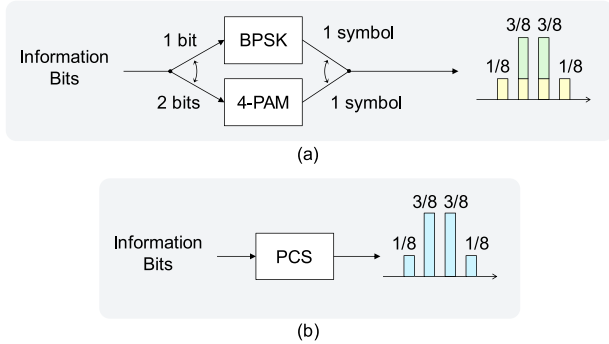 1 bit
BPSK
1 symbol
3/8 3/8
Information
Bits
1/8
1/8
2 bits
4-PAM
1 symbol
(a)
3/8 3/8
Information
Bits
PCS
1/8
1/8
(b)